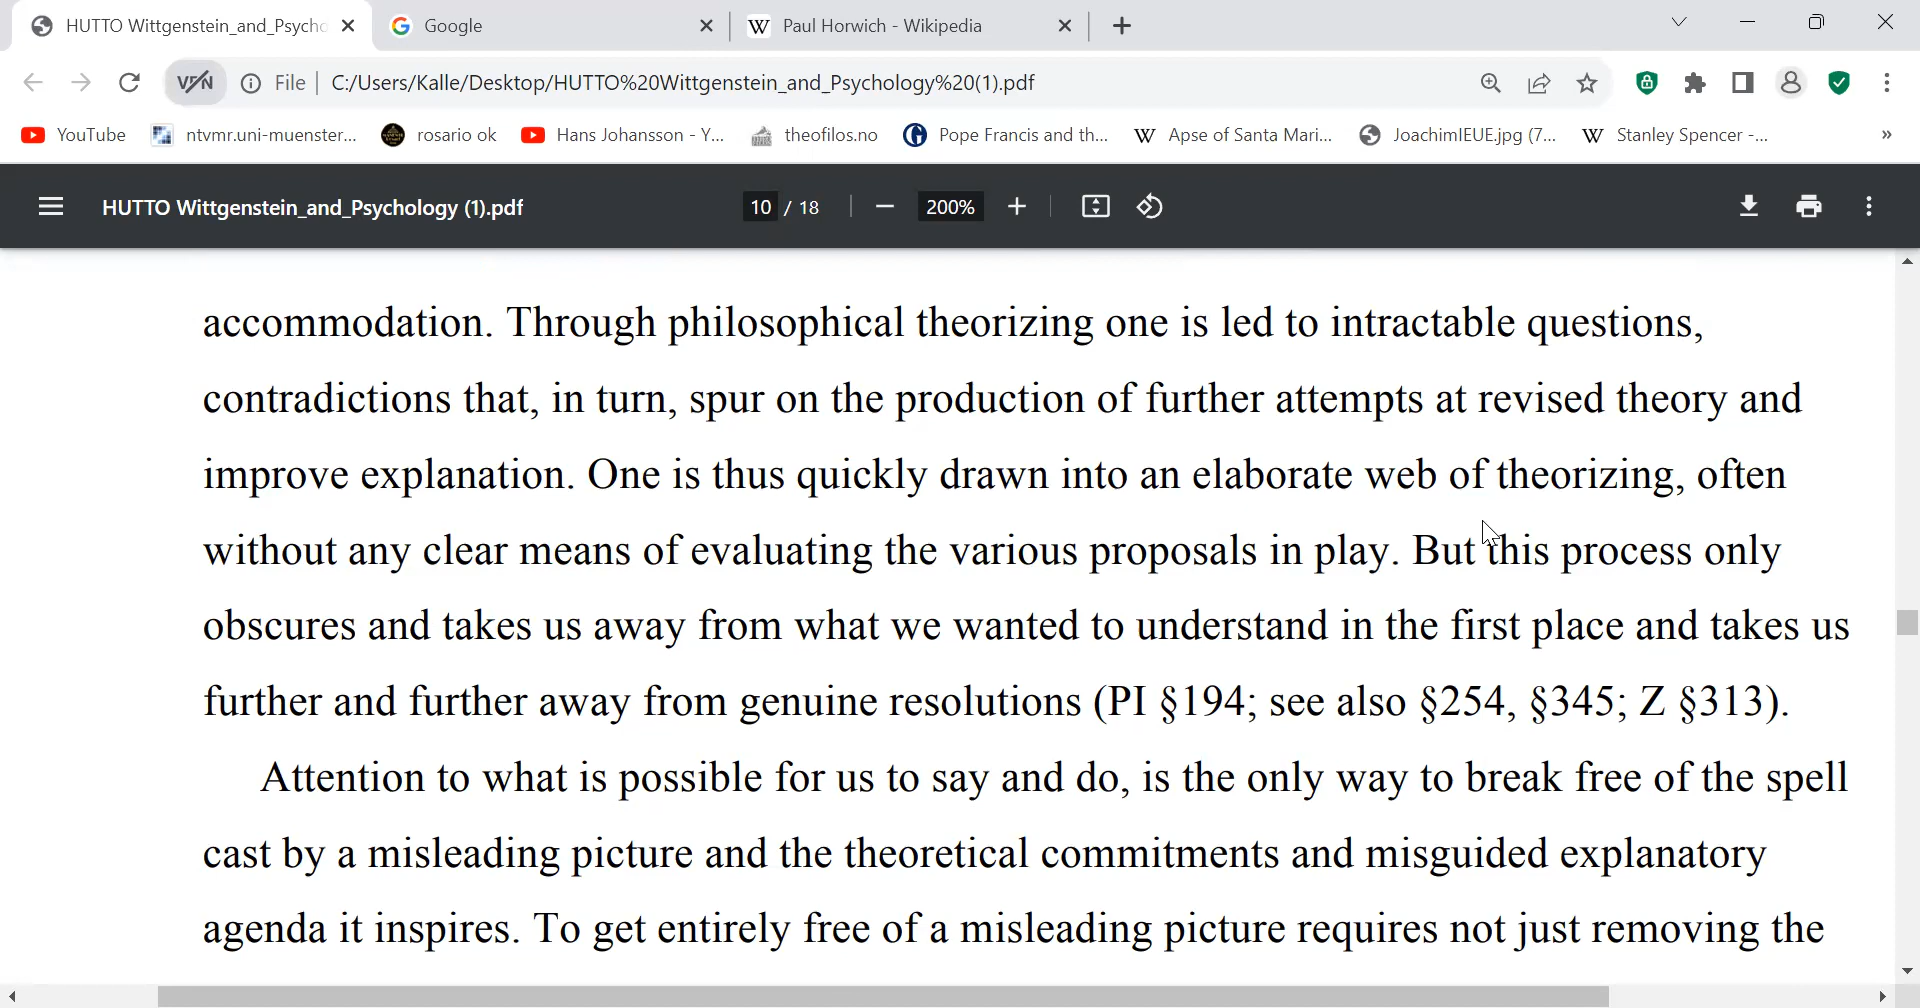 HUTTO Wittgenstein_and_Psycho
Google
Paul Horwich - Wikipedia
VPN
File
C:/Users/Kalle/Desktop/HUTTO%20Wittgenstein_and_Psychology%20(1).pdf
YouTube
ntvmr.uni-muenster...
rosario ok
Hans Johansson - Y...
theofilos.no
Pope Francis and th...
Apse of Santa Mari...
JoachimIEUE.jpg (7...
Stanley Spencer -...
»
HUTTO Wittgenstein_and_Psychology (1).pdf
10 / 18
200%
accommodation. Through philosophical theorizing one is led to intractable questions,
contradictions that, in turn, spur on the production of further attempts at revised theory and
improve explanation. One is thus quickly drawn into an elaborate web of theorizing, often
without any clear means of evaluating the various proposals in play. But this process only
obscures and takes us away from what we wanted to understand in the first place and takes us
further and further away from genuine resolutions (PI §194; see also §254, §345; Z §313).
Attention to what is possible for us to say and do, is the only way to break free of the spell
cast by a misleading picture and the theoretical commitments and misguided explanatory
agenda it inspires. To get entirely free of a misleading picture requires not just removing the